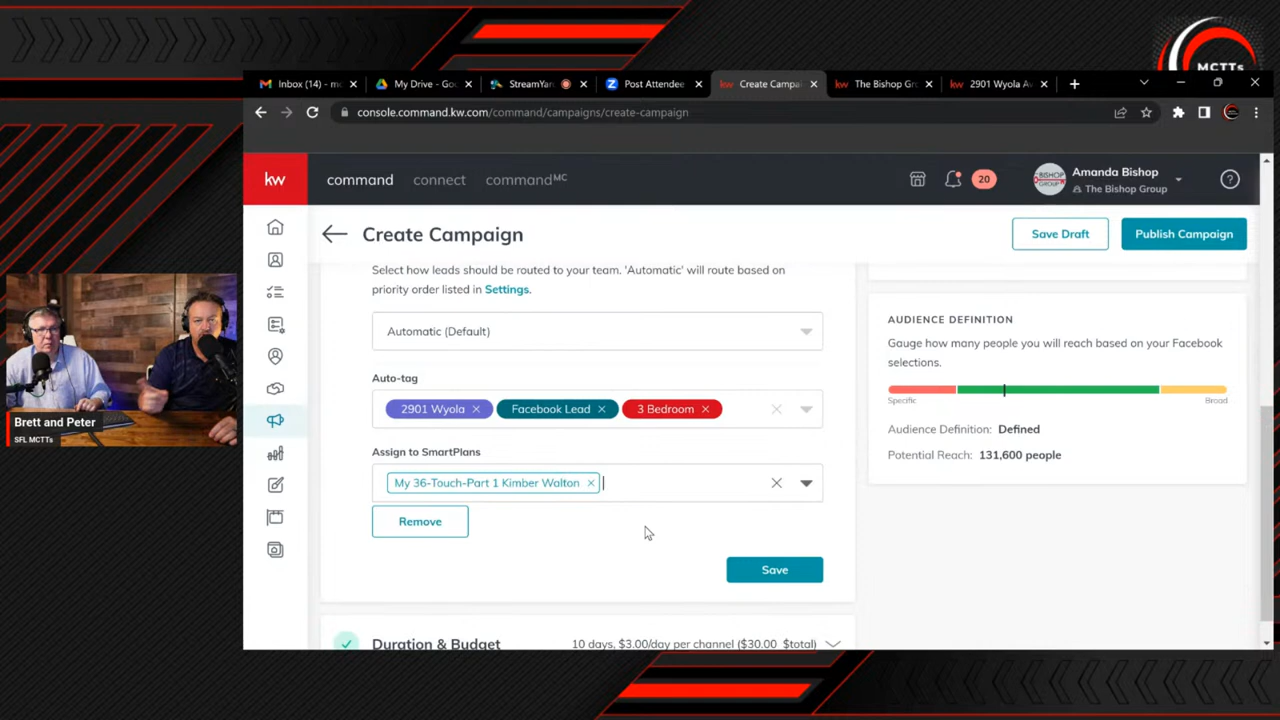 MCTTs
Inbox (14) - m
My Drive - Goo
StreamYar
Post Attendee
Create Campai
The Bishop Gro
2901 Wyola Av
console.command.kw.com/command/campaigns/create-campaign
kw
command
connect
commandMC
20
Amanda Bishop
The Bishop Group
Create Campaign
Save Draft
Publish Campaign
Select how leads should be routed to your team. 'Automatic' will route based on
priority order listed in Settings.
Automatic (Default)
Auto-tag
2901 Wyola
Facebook Lead
3 Bedroom
Assign to SmartPlans
My 36-Touch-Part 1 Kimber Walton
Remove
Save
Duration & Budget
10 days, $3.00/day per channel ($30.00 $total)
AUDIENCE DEFINITION
Gauge how many people you will reach based on your Facebook
selections.
Specific
Broad
Audience Definition: Defined
Potential Reach: 131,600 people
Brett and Peter
SFL MCTTs